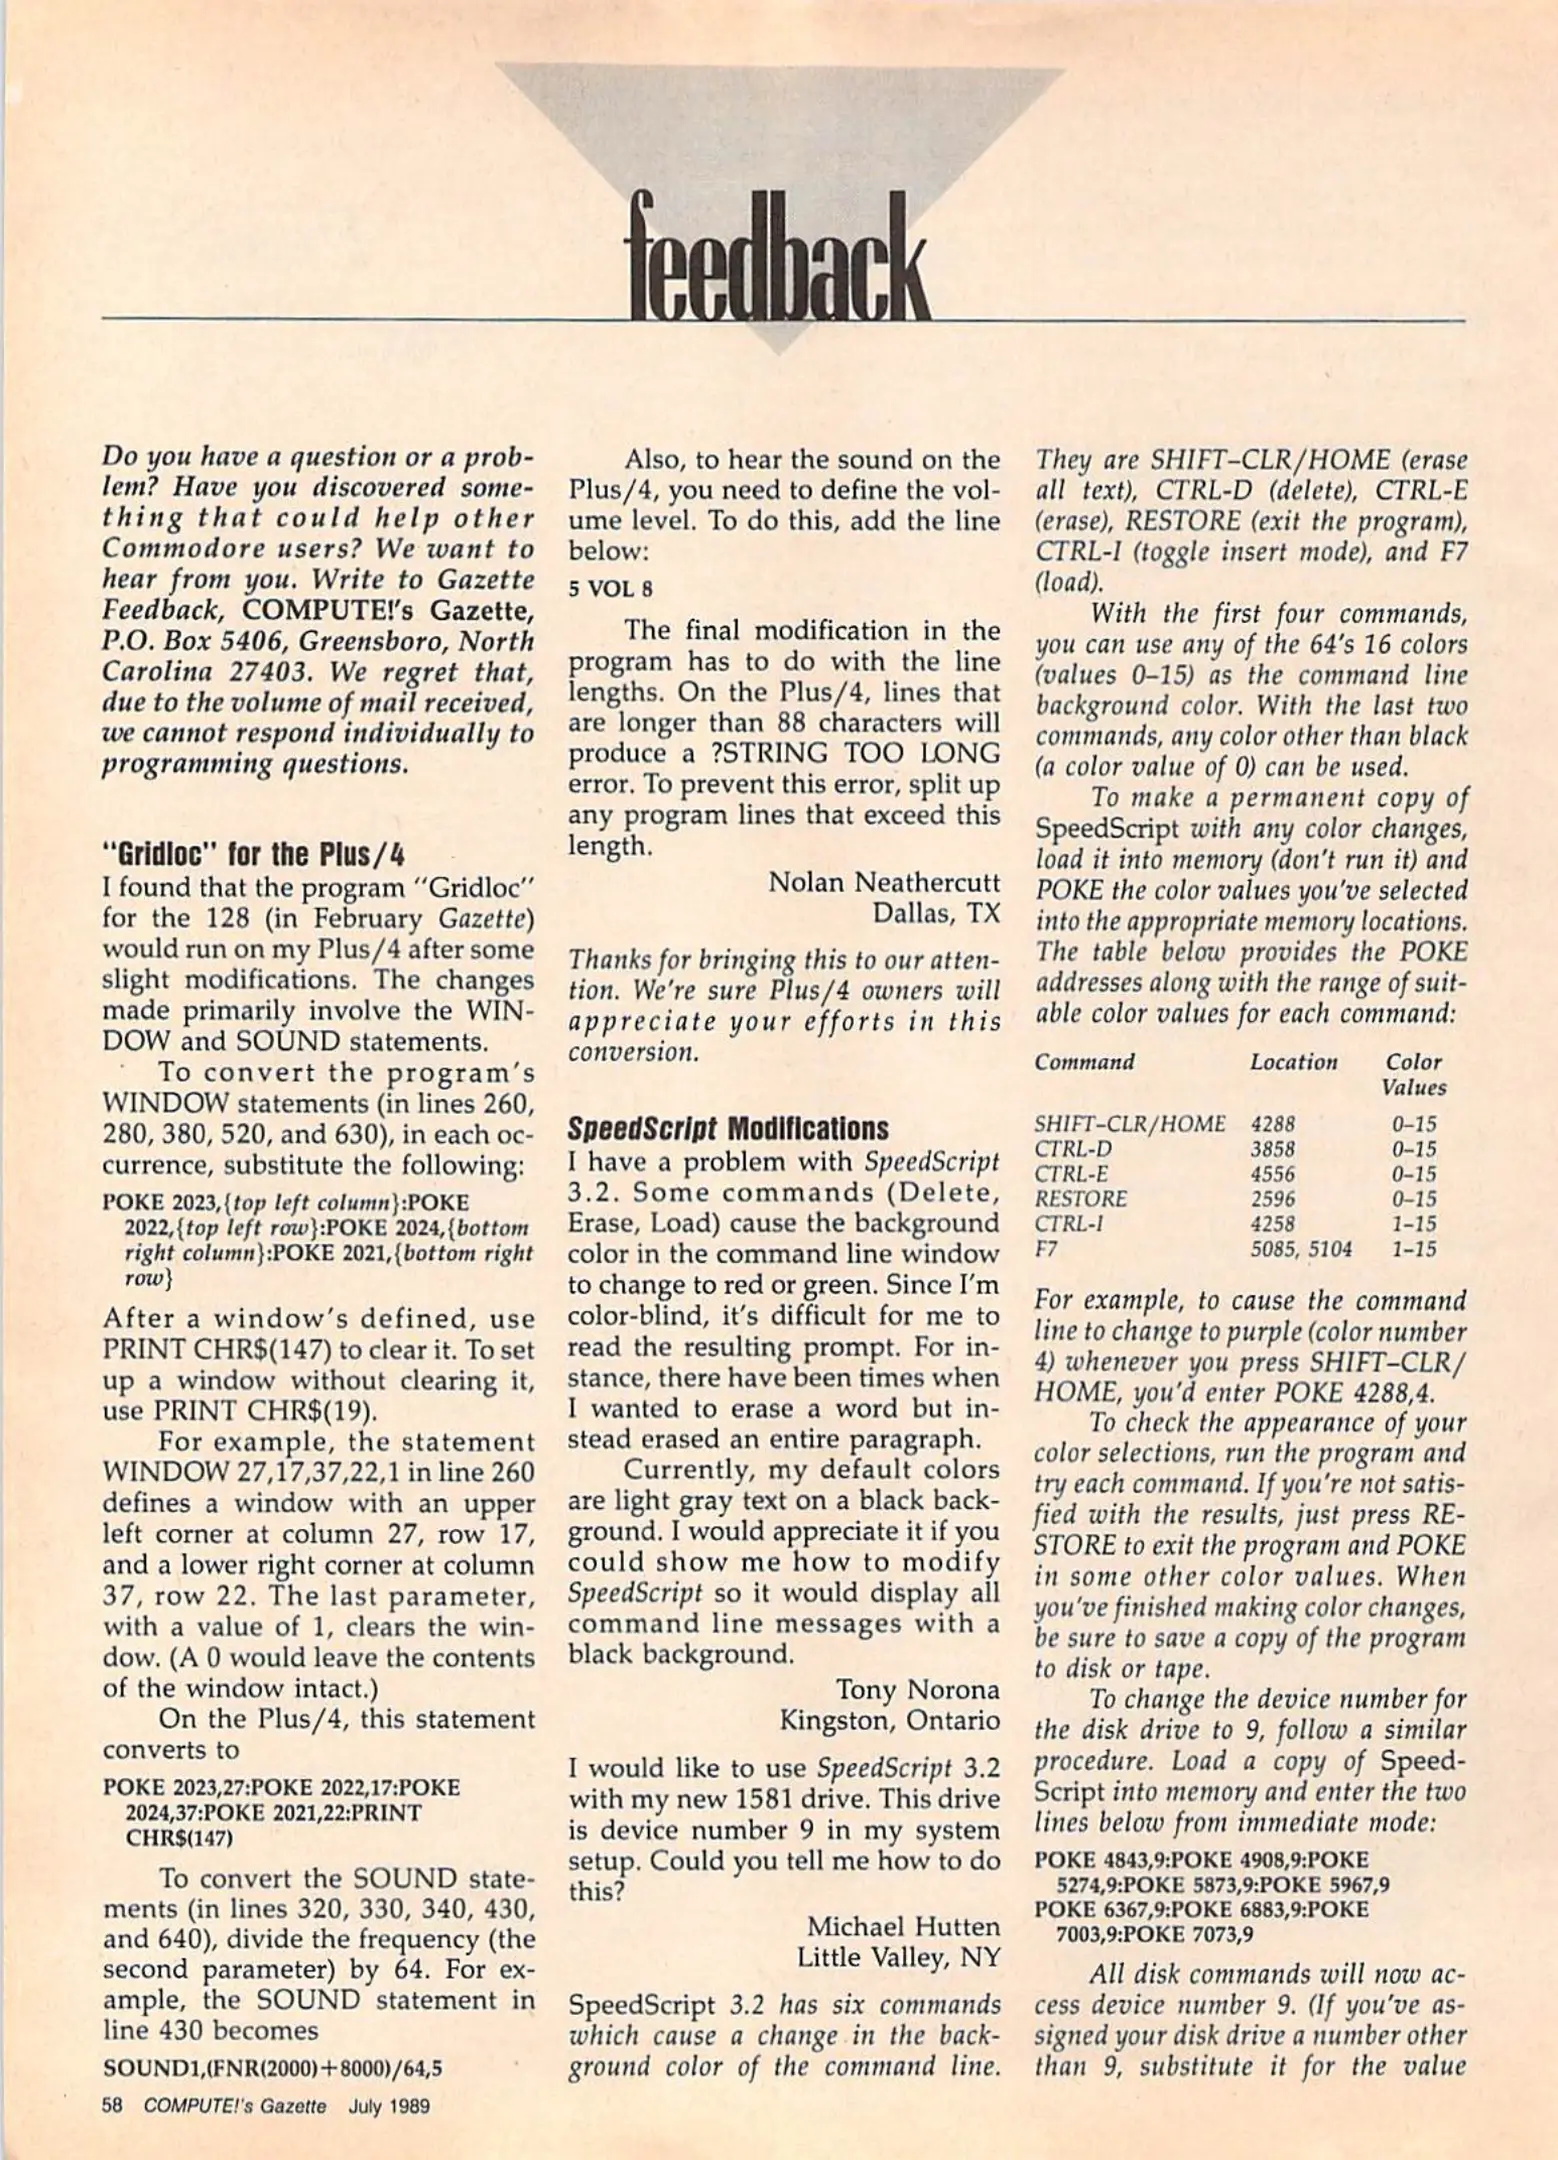 feedback
Do you have a question or a prob-
lem? Have you discovered some-
thing that could help other
Commodore users? We want to
hear from you. Write to Gazette
Feedback, COMPUTE!'s Gazette,
P.O. Box 5406, Greensboro, North
Carolina 27403. We regret that,
due to the volume of mail received,
we cannot respond individually to
programming questions.
"Gridloc" for the Plus/4
I found that the program "Gridloc"
for the 128 (in February Gazette)
would run on my Plus/4 after some
slight modifications. The changes
made primarily involve the WIN-
DOW and SOUND statements.
To convert the program's
WINDOW statements (in lines 260,
280, 380, 520, and 630), in each oc-
currence, substitute the following:
POKE 2023,{top left column}:POKE
2022,{top left row}:POKE 2024,{bottom
right column}:POKE 2021,{bottom right
row}
After a window's defined, use
PRINT CHR$(147) to clear it. To set
up a window without clearing it,
use PRINT CHR$(19).
For example, the statement
WINDOW 27,17,37,22,1 in line 260
defines a window with an upper
left corner at column 27, row 17,
and a lower right corner at column
37, row 22. The last parameter,
with a value of 1, clears the win-
dow. (A 0 would leave the contents
of the window intact.)
On the Plus/4, this statement
converts to
POKE 2023,27:POKE 2022,17:POKE
2024,37:POKE 2021,22:PRINT
CHR$(147)
To convert the SOUND state-
ments (in lines 320, 330, 340, 430,
and 640), divide the frequency (the
second parameter) by 64. For ex-
ample, the SOUND statement in
line 430 becomes
SOUND1,(FNR(2000)+8000)/64,5
Also, to hear the sound on the
Plus/4, you need to define the vol-
ume level. To do this, add the line
below:
5 VOL 8
The final modification in the
program has to do with the line
lengths. On the Plus/4, lines that
are longer than 88 characters will
produce a ?STRING TOO LONG
error. To prevent this error, split up
any program lines that exceed this
length.
Nolan Neathercutt
Dallas, TX
Thanks for bringing this to our atten-
tion. We're sure Plus/4 owners will
appreciate your efforts in this
conversion.
SpeedScript Modifications
I have a problem with SpeedScript
3.2. Some commands (Delete,
Erase, Load) cause the background
color in the command line window
to change to red or green. Since I'm
color-blind, it's difficult for me to
read the resulting prompt. For in-
stance, there have been times when
I wanted to erase a word but in-
stead erased an entire paragraph.
Currently, my default colors
are light gray text on a black back-
ground. I would appreciate it if you
could show me how to modify
SpeedScript so it would display all
command line messages with a
black background.
Tony Norona
Kingston, Ontario
I would like to use SpeedScript 3.2
with my new 1581 drive. This drive
is device number 9 in my system
setup. Could you tell me how to do
this?
Michael Hutten
Little Valley, NY
SpeedScript 3.2 has six commands
which cause a change in the back-
ground color of the command line.
They are SHIFT–CLR/HOME (erase
all text), CTRL-D (delete), CTRL-E
(erase), RESTORE (exit the program),
CTRL-I (toggle insert mode), and F7
(load).
With the first four commands,
you can use any of the 64's 16 colors
(values 0–15) as the command line
background color. With the last two
commands, any color other than black
(a color value of 0) can be used.
To make a permanent copy of
SpeedScript with any color changes,
load it into memory (don't run it) and
POKE the color values you've selected
into the appropriate memory locations.
The table below provides the POKE
addresses along with the range of suit-
able color values for each command:
Command Location Color
Values
SHIFT–CLR/HOME 4288 0–15
CTRL-D 3858 0–15
CTRL-E 4556 0–15
RESTORE 2596 0–15
CTRL-I 4258 1–15
F7 5085, 5104 1–15
For example, to cause the command
line to change to purple (color number
4) whenever you press SHIFT–CLR/
HOME, you'd enter POKE 4288,4.
To check the appearance of your
color selections, run the program and
try each command. If you're not satis-
fied with the results, just press RE-
STORE to exit the program and POKE
in some other color values. When
you've finished making color changes,
be sure to save a copy of the program
to disk or tape.
To change the device number for
the disk drive to 9, follow a similar
procedure. Load a copy of Speed-
Script into memory and enter the two
lines below from immediate mode:
POKE 4843,9:POKE 4908,9:POKE
5274,9:POKE 5873,9:POKE 5967,9
POKE 6367,9:POKE 6883,9:POKE
7003,9:POKE 7073,9
All disk commands will now ac-
cess device number 9. (If you've as-
signed your disk drive a number other
than 9, substitute it for the value
58 COMPUTE!'s Gazette July 1989